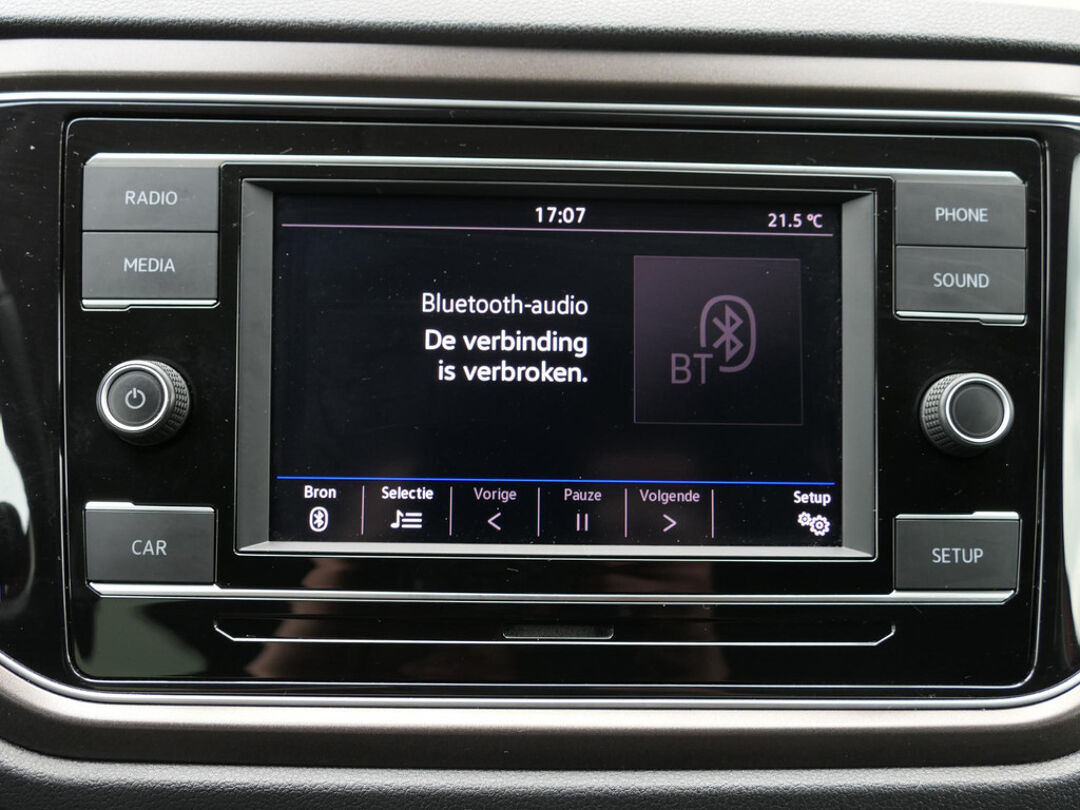 RADIO
MEDIA
CAR
17:07
21.5 °C
Bluetooth-audio
De verbinding
is verbroken.
BT
Bron
Selectie
Vorige
Pauze
Volgende
Setup
PHONE
SOUND
SETUP